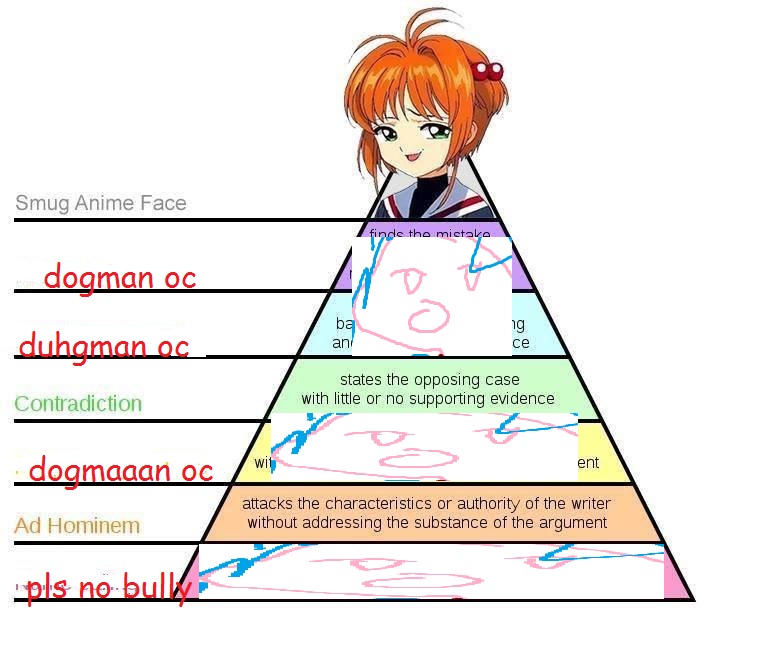 Smug Anime Face
finds the mistake
dogman oc
duhgman oc
states the opposing case
with little or no supporting evidence
Contradiction
dogmaaan oc
attacks the characteristics or authority of the writer
without addressing the substance of the argument
Ad Hominem
pls no bully